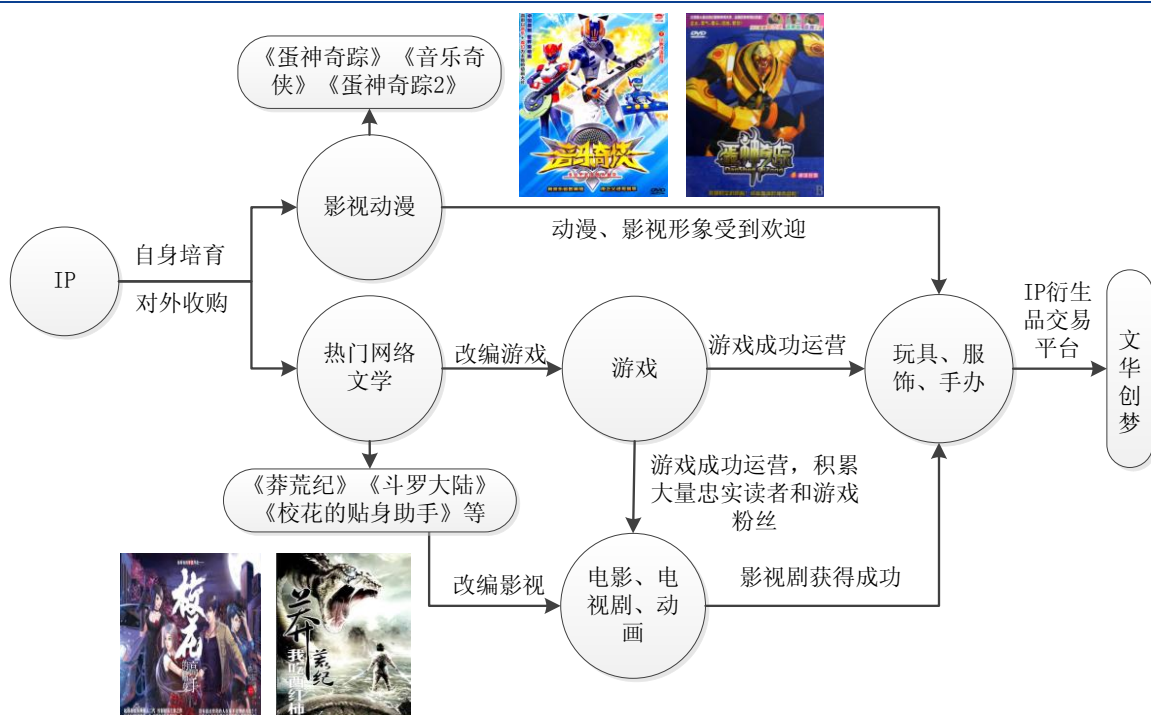 《蛋神奇踪》《音乐奇
侠》《蛋神奇踪2》
DVD
音乐奇侠
DVD
蛋神奇踪
影视动漫
动漫、影视形象受到欢迎
IP
自身培育
对外收购
IP衍生
品交易
平台
文
华
创
梦
热门网络
文学
改编游戏
游戏
游戏成功运营
玩具、服
饰、手办
《莽荒纪》《斗罗大陆》
《校花的贴身助手》等
游戏成功运营，积累
大量忠实读者和游戏
粉丝
改编影视
电影、电
视剧、动
画
影视剧获得成功
校花
莽
荒纪
我吃西红柿